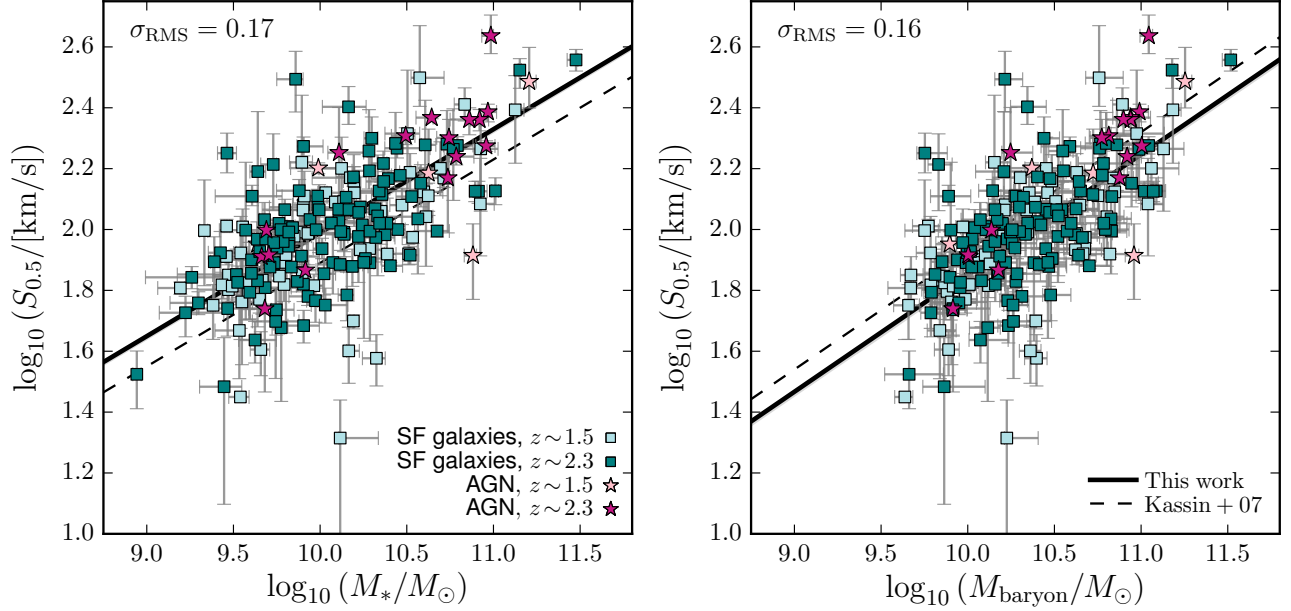 σ_RMS = 0.17
log₁₀ (S₀.₅/[km/s])
2.6
2.4
2.2
2.0
1.8
1.6
1.4
1.2
1.0
SF galaxies, z∼1.5
SF galaxies, z∼2.3
AGN, z∼1.5
AGN, z∼2.3
9.0 9.5 10.0 10.5 11.0 11.5
log₁₀ (M_*/M_⊙)
σ_RMS = 0.16
log₁₀ (S₀.₅/[km/s])
2.6
2.4
2.2
2.0
1.8
1.6
1.4
1.2
1.0
This work
Kassin + 07
9.0 9.5 10.0 10.5 11.0 11.5
log₁₀ (M_baryon/M_⊙)